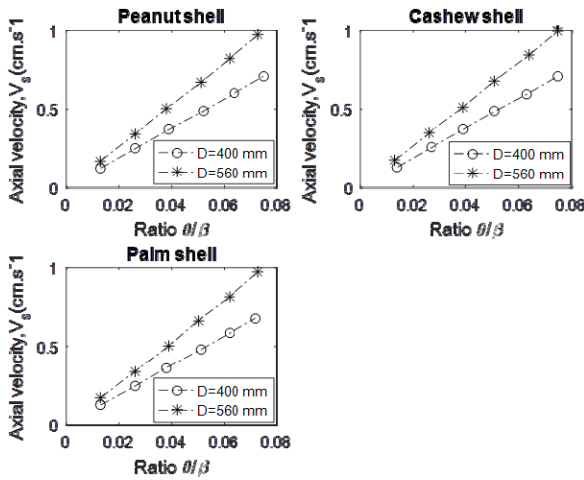 Peanut shell
Axial velocity,Vs(cm.s-1
1
0.5
0
0 0.02 0.04 0.06 0.08
Ratio θ/β
D=400 mm
D=560 mm
Cashew shell
Axial velocity,Vs(cm.s-1
1
0.5
0
0 0.02 0.04 0.06 0.08
Ratio θ/β
D=400 mm
D=560 mm
Palm shell
Axial velocity,Vs(cm.s-1
1
0.5
0
0 0.02 0.04 0.06 0.08
Ratio θ/β
D=400 mm
D=560 mm